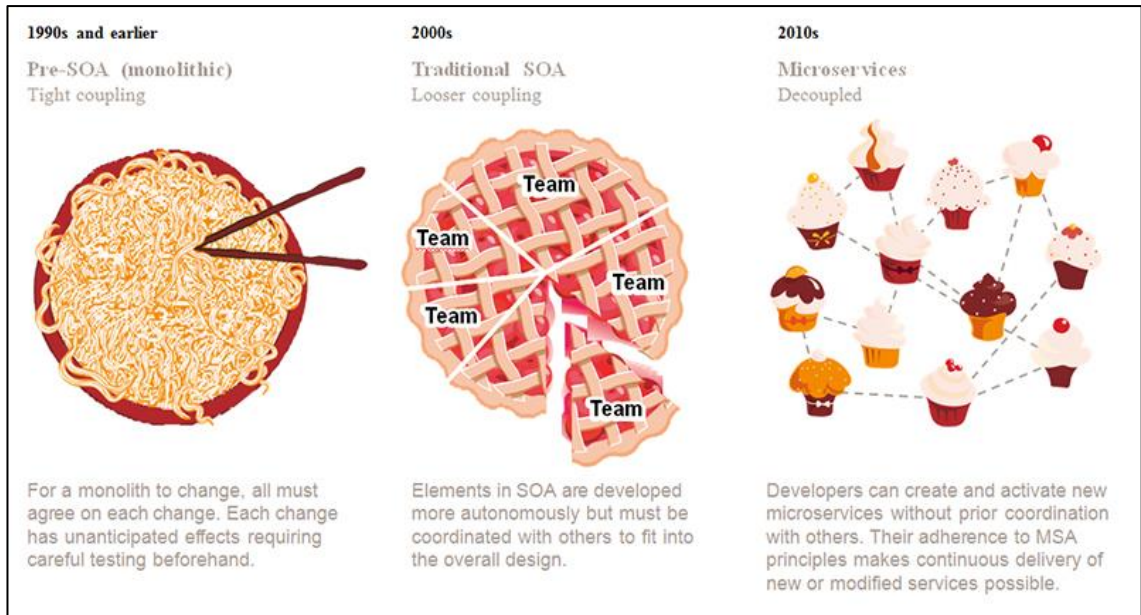 1990s and earlier
Pre-SOA (monolithic)
Tight coupling
For a monolith to change, all must
agree on each change. Each change
has unanticipated effects requiring
careful testing beforehand.
2000s
Traditional SOA
Looser coupling
Team
Team
Team
Team
Team
Elements in SOA are developed
more autonomously but must be
coordinated with others to fit into
the overall design.
2010s
Microservices
Decoupled
Developers can create and activate new
microservices without prior coordination
with others. Their adherence to MSA
principles makes continuous delivery of
new or modified services possible.